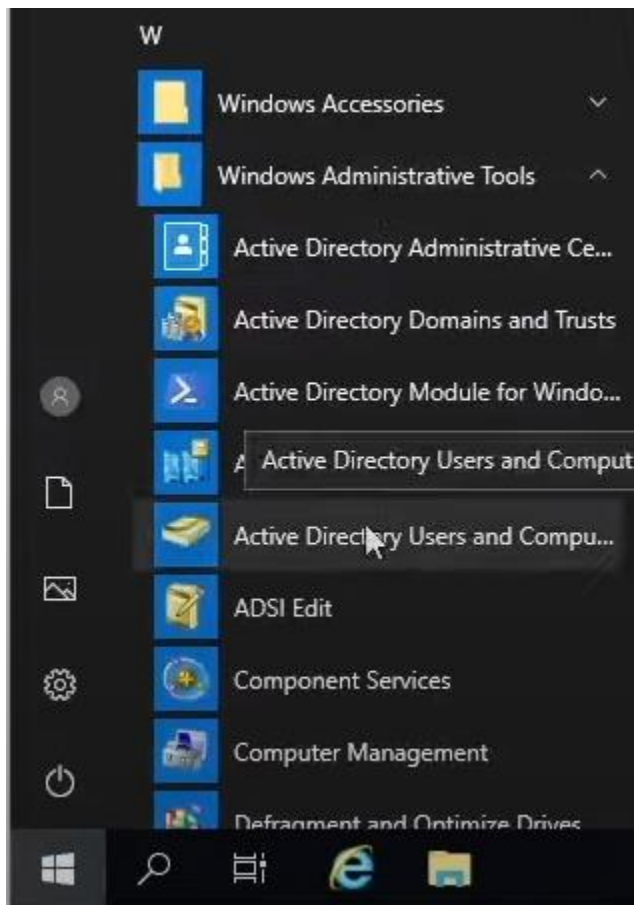 W
Windows Accessories
Windows Administrative Tools
Active Directory Administrative Ce...
Active Directory Domains and Trusts
Active Directory Module for Windo...
A
Active Directory Users and Comput
Active Directory Users and Compu...
ADSI Edit
Component Services
Computer Management
Defragment and Optimize Drives